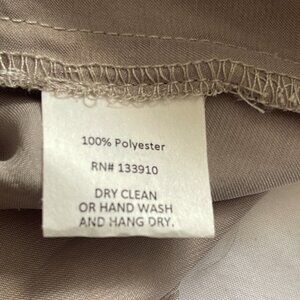 100% Polyester
RN# 133910
DRY CLEAN
OR HAND WASH
AND HANG DRY.